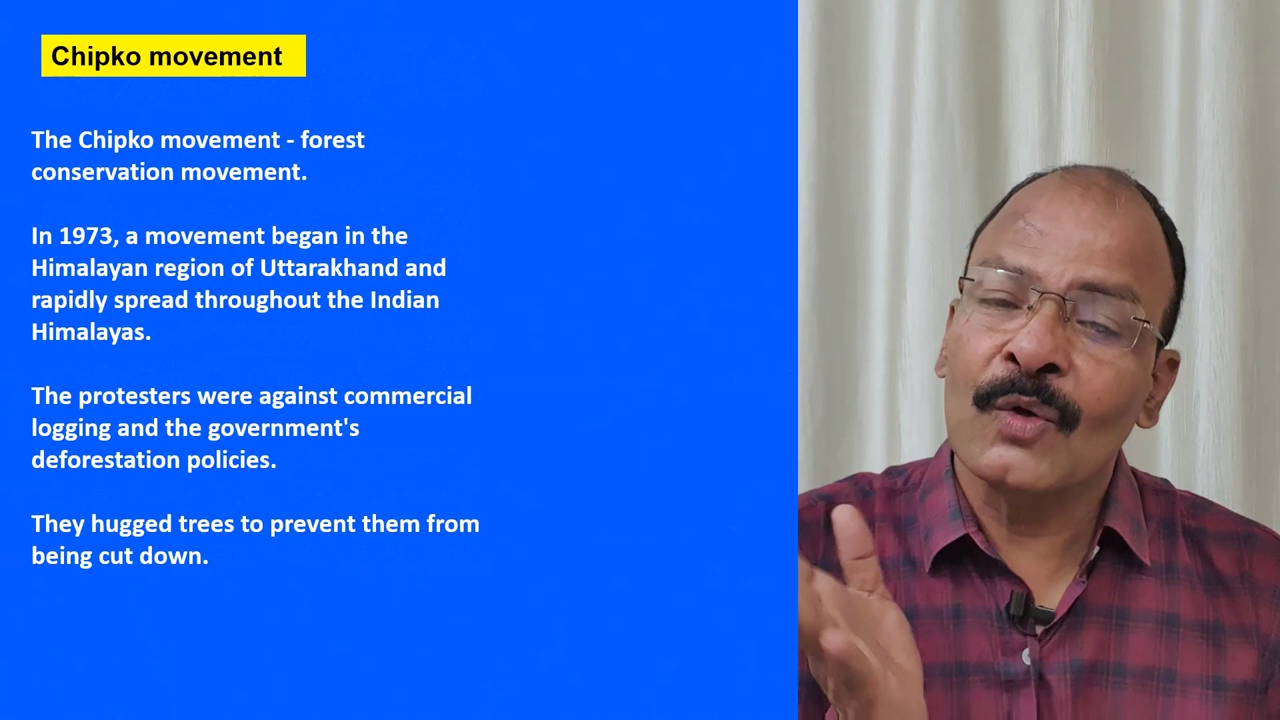 Chipko movement
The Chipko movement - forest
conservation movement.
In 1973, a movement began in the
Himalayan region of Uttarakhand and
rapidly spread throughout the Indian
Himalayas.
The protesters were against commercial
logging and the government's
deforestation policies.
They hugged trees to prevent them from
being cut down.